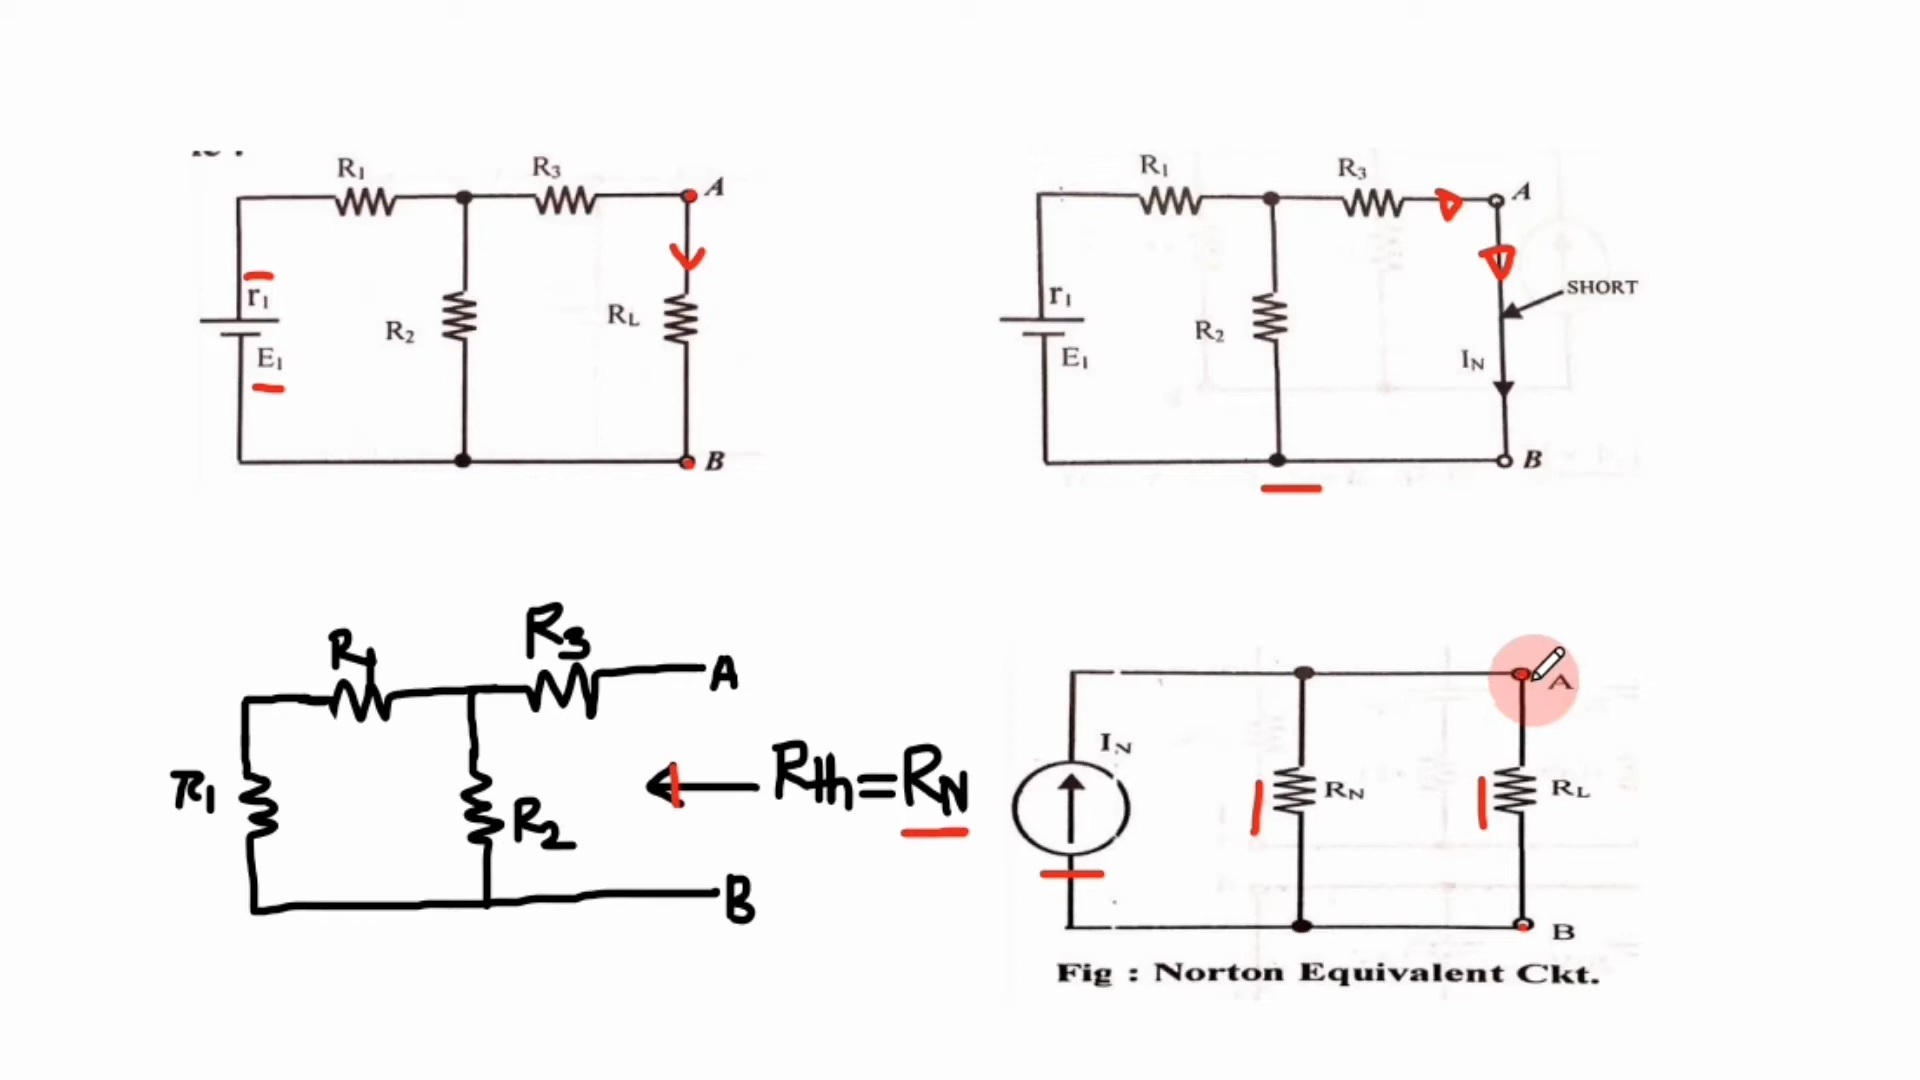 R1 R3 A
r1
E1
R2
RL
B
R1 R3 A
r1
E1
R2
SHORT
IN
B
R1 R3 A
r1
R2
Rth=RN
B
IN
RN
RL
A
B
Fig : Norton Equivalent Ckt.